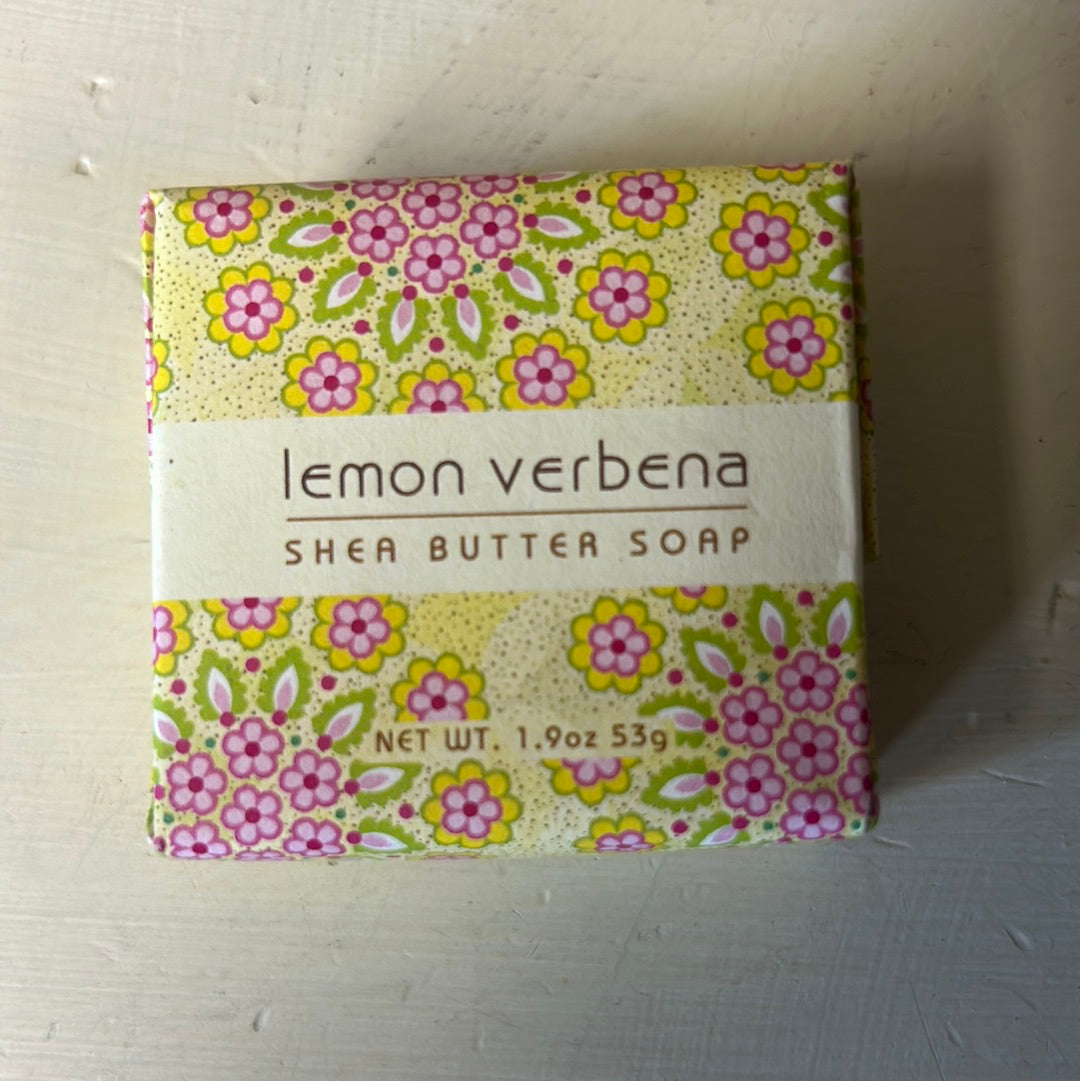 lemon verbena
SHEA BUTTER SOAP
NET WT. 1.9oz 53g